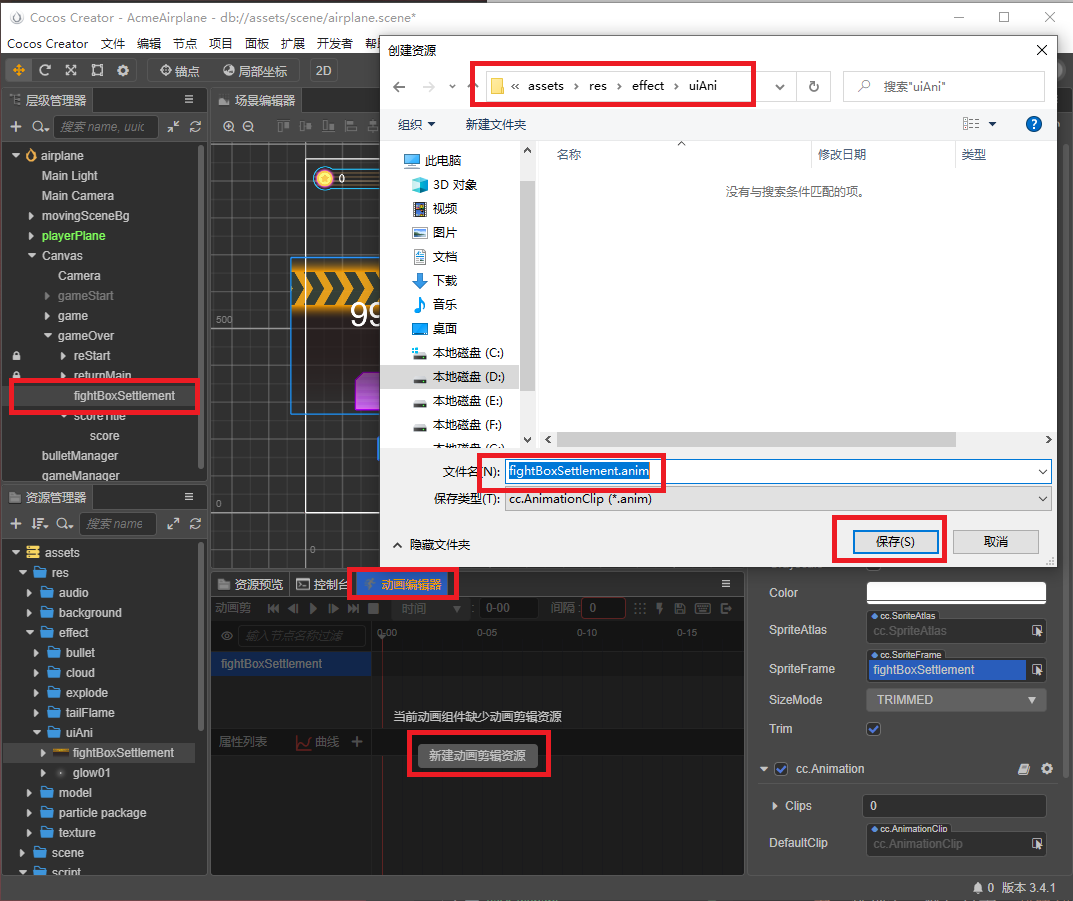 Cocos Creator - AcmeAirplane - db://assets/scene/airplane.scene*
Cocos Creator 文件 编辑 节点 项目 面板 扩展 开发者
锚点 局部坐标 2D
层级管理器
搜索 name, uuic
airplane
Main Light
Main Camera
movingSceneBg
playerPlane
Canvas
Camera
gameStart
game
gameOver
reStart
returnMain
fightBoxSettlement
scoreTitle
score
bulletManager
gameManager
资源管理器
搜索 name
assets
res
audio
background
effect
bullet
cloud
explode
tailFlame
uiAni
fightBoxSettlement
glow01
model
particle package
texture
scene
script
场景编辑器
0
500
99
0
0
创建资源
« assets › res › effect › uiAni
搜索"uiAni"
组织 新建文件夹
此电脑
3D 对象
视频
图片
文档
下载
音乐
桌面
本地磁盘 (C:)
本地磁盘 (D:)
本地磁盘 (E:)
本地磁盘 (F:)
本地磁盘 (G:)
名称 修改日期 类型
没有与搜索条件匹配的项。
文件名(N): fightBoxSettlement.anim
保存类型(T): cc.AnimationClip (*.anim)
隐藏文件夹
保存(S) 取消
资源预览 控制台 动画编辑器
动画剪 时间 : 0-00 间隔: 0
输入节点名称过滤
0-00 0-05 0-10 0-15
fightBoxSettlement
当前动画组件缺少动画剪辑资源
属性列表 曲线
新建动画剪辑资源
Color
SpriteAtlas cc.SpriteAtlas
cc.SpriteAtlas
SpriteFrame cc.SpriteFrame
fightBoxSettlement
SizeMode TRIMMED
Trim
cc.Animation
Clips 0
DefaultClip cc.AnimationClip
cc.AnimationClip
0 版本 3.4.1